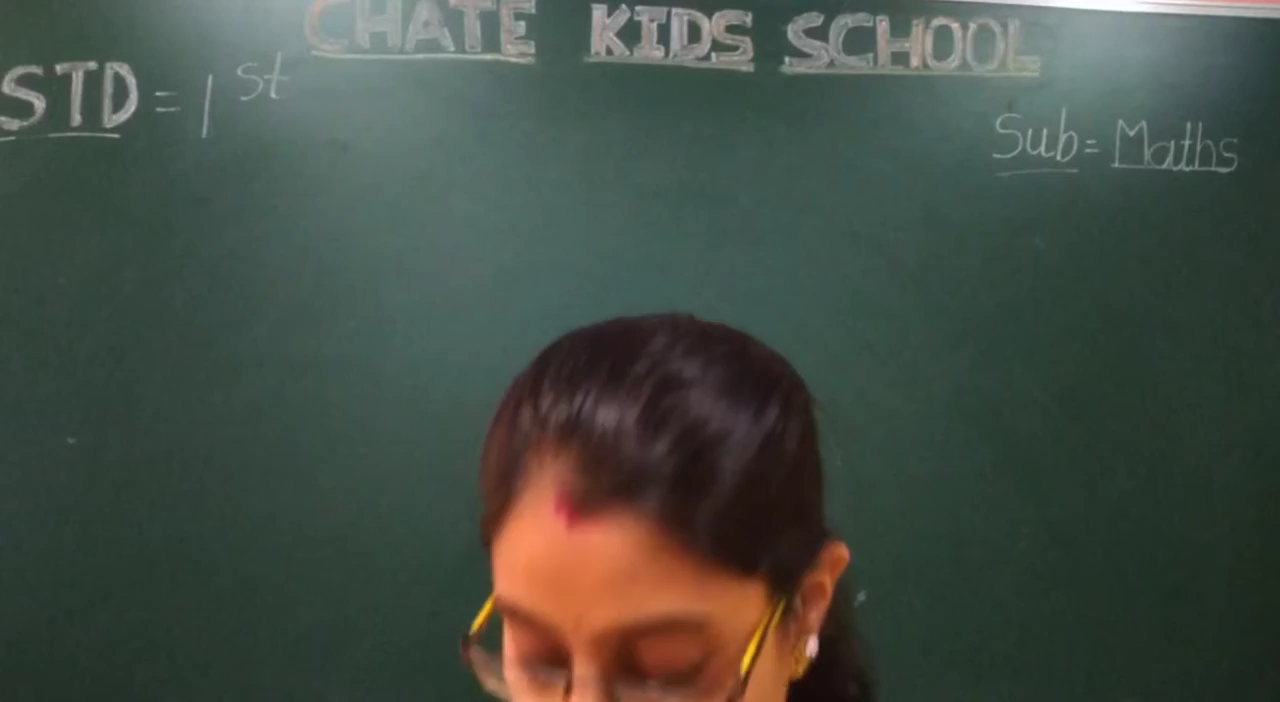 CHATE KIDS SCHOOL
STD = 1st
Sub = Maths